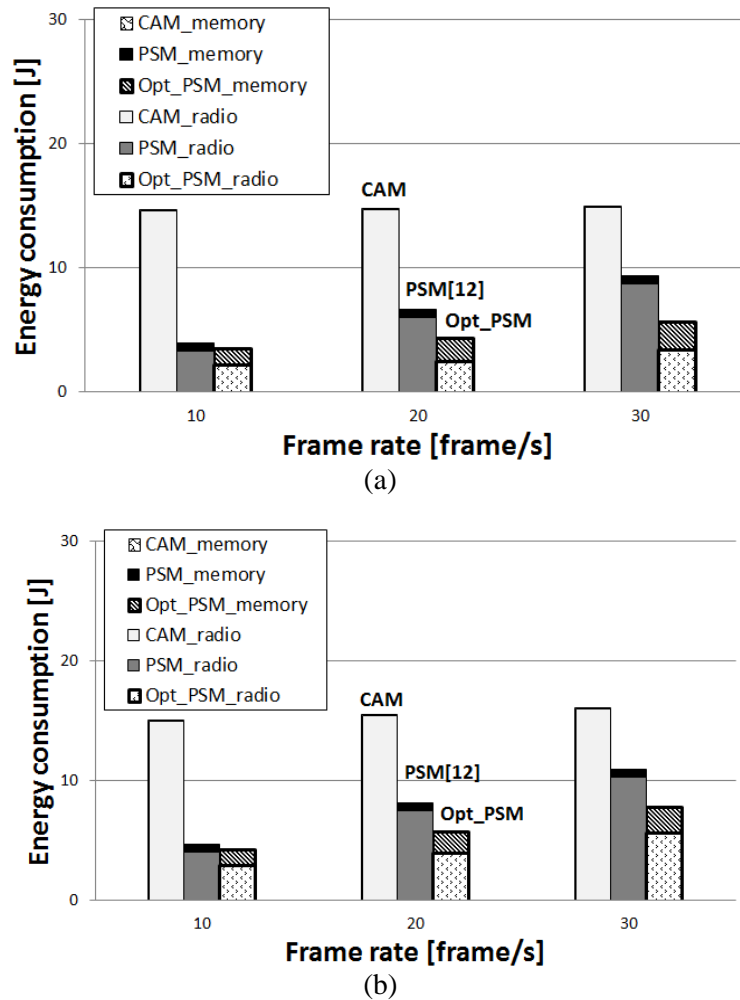 30
20
10
0
Energy consumption [J]
CAM_memory
PSM_memory
Opt_PSM_memory
CAM_radio
PSM_radio
Opt_PSM_radio
CAM
PSM[12]
Opt_PSM
10
20
30
Frame rate [frame/s]
(a)
30
20
10
0
Energy consumption [J]
CAM_memory
PSM_memory
Opt_PSM_memory
CAM_radio
PSM_radio
Opt_PSM_radio
CAM
PSM[12]
Opt_PSM
10
20
30
Frame rate [frame/s]
(b)